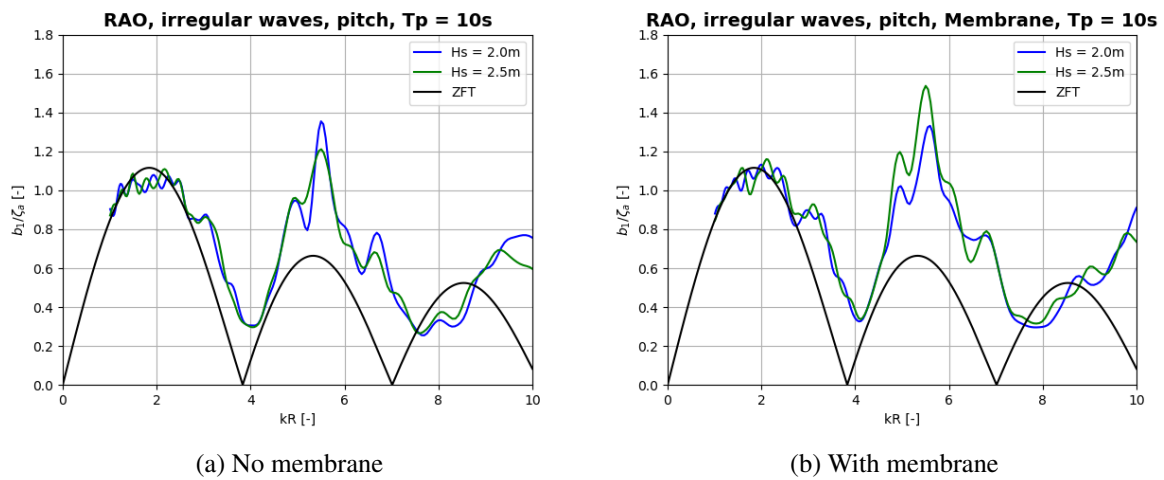 RAO, irregular waves, pitch, Tp = 10s
1.8
1.6
1.4
1.2
1.0
0.8
0.6
0.4
0.2
0.0
b₁/ζₐ [-]
0 2 4 6 8 10
kR [-]
Hs = 2.0m
Hs = 2.5m
ZFT
(a) No membrane
RAO, irregular waves, pitch, Membrane, Tp = 10s
1.8
1.6
1.4
1.2
1.0
0.8
0.6
0.4
0.2
0.0
b₁/ζₐ [-]
0 2 4 6 8 10
kR [-]
Hs = 2.0m
Hs = 2.5m
ZFT
(b) With membrane